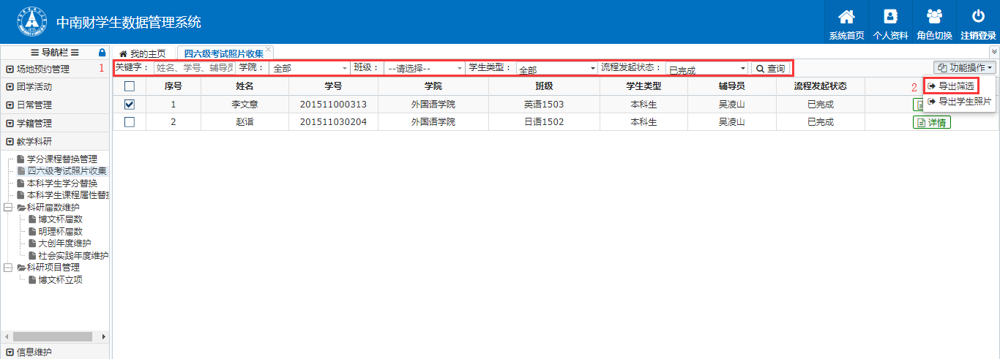 中南财学生数据管理系统
系统首页 个人资料 角色切换 注销登录
导航栏
我的主页 四六级考试照片收集
场地预约管理 1
团学活动
日常管理
学籍管理
教学科研
学分课程替换管理
四六级考试照片收集
本科学生学分替换
本科学生课程属性替换
科研届数维护
博文杯届数
明理杯届数
大创年度维护
社会实践年度维护
科研项目管理
博文杯立项
信息维护
关键字： 姓名、学号、辅导员 学院： 全部 班级： --请选择-- 学生类型： 全部 流程发起状态： 已完成 查询 功能操作
序号 姓名 学号 学院 班级 学生类型 辅导员 流程发起状态 2
1 李文意 201511000313 外国语学院 英语1503 本科生 吴凌山 已完成
2 赵诣 201511030204 外国语学院 日语1502 本科生 吴凌山 已完成 详情
导出筛选
导出学生照片